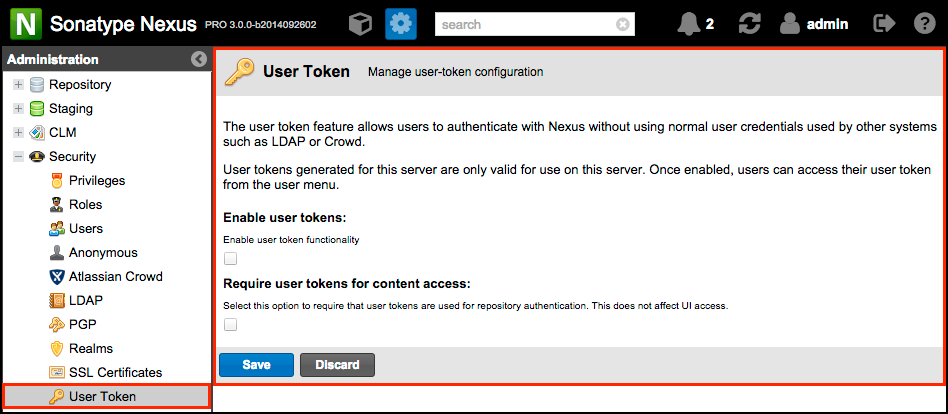 N Sonatype Nexus PRO 3.0.0-b2014092602 search 2 admin ?
Administration
Repository
Staging
CLM
Security
Privileges
Roles
Users
Anonymous
Atlassian Crowd
LDAP
PGP
Realms
SSL Certificates
User Token
User Token Manage user-token configuration
The user token feature allows users to authenticate with Nexus without using normal user credentials used by other systems
such as LDAP or Crowd.
User tokens generated for this server are only valid for use on this server. Once enabled, users can access their user token
from the user menu.
Enable user tokens:
Enable user token functionality
Require user tokens for content access:
Select this option to require that user tokens are used for repository authentication. This does not affect UI access.
Save Discard